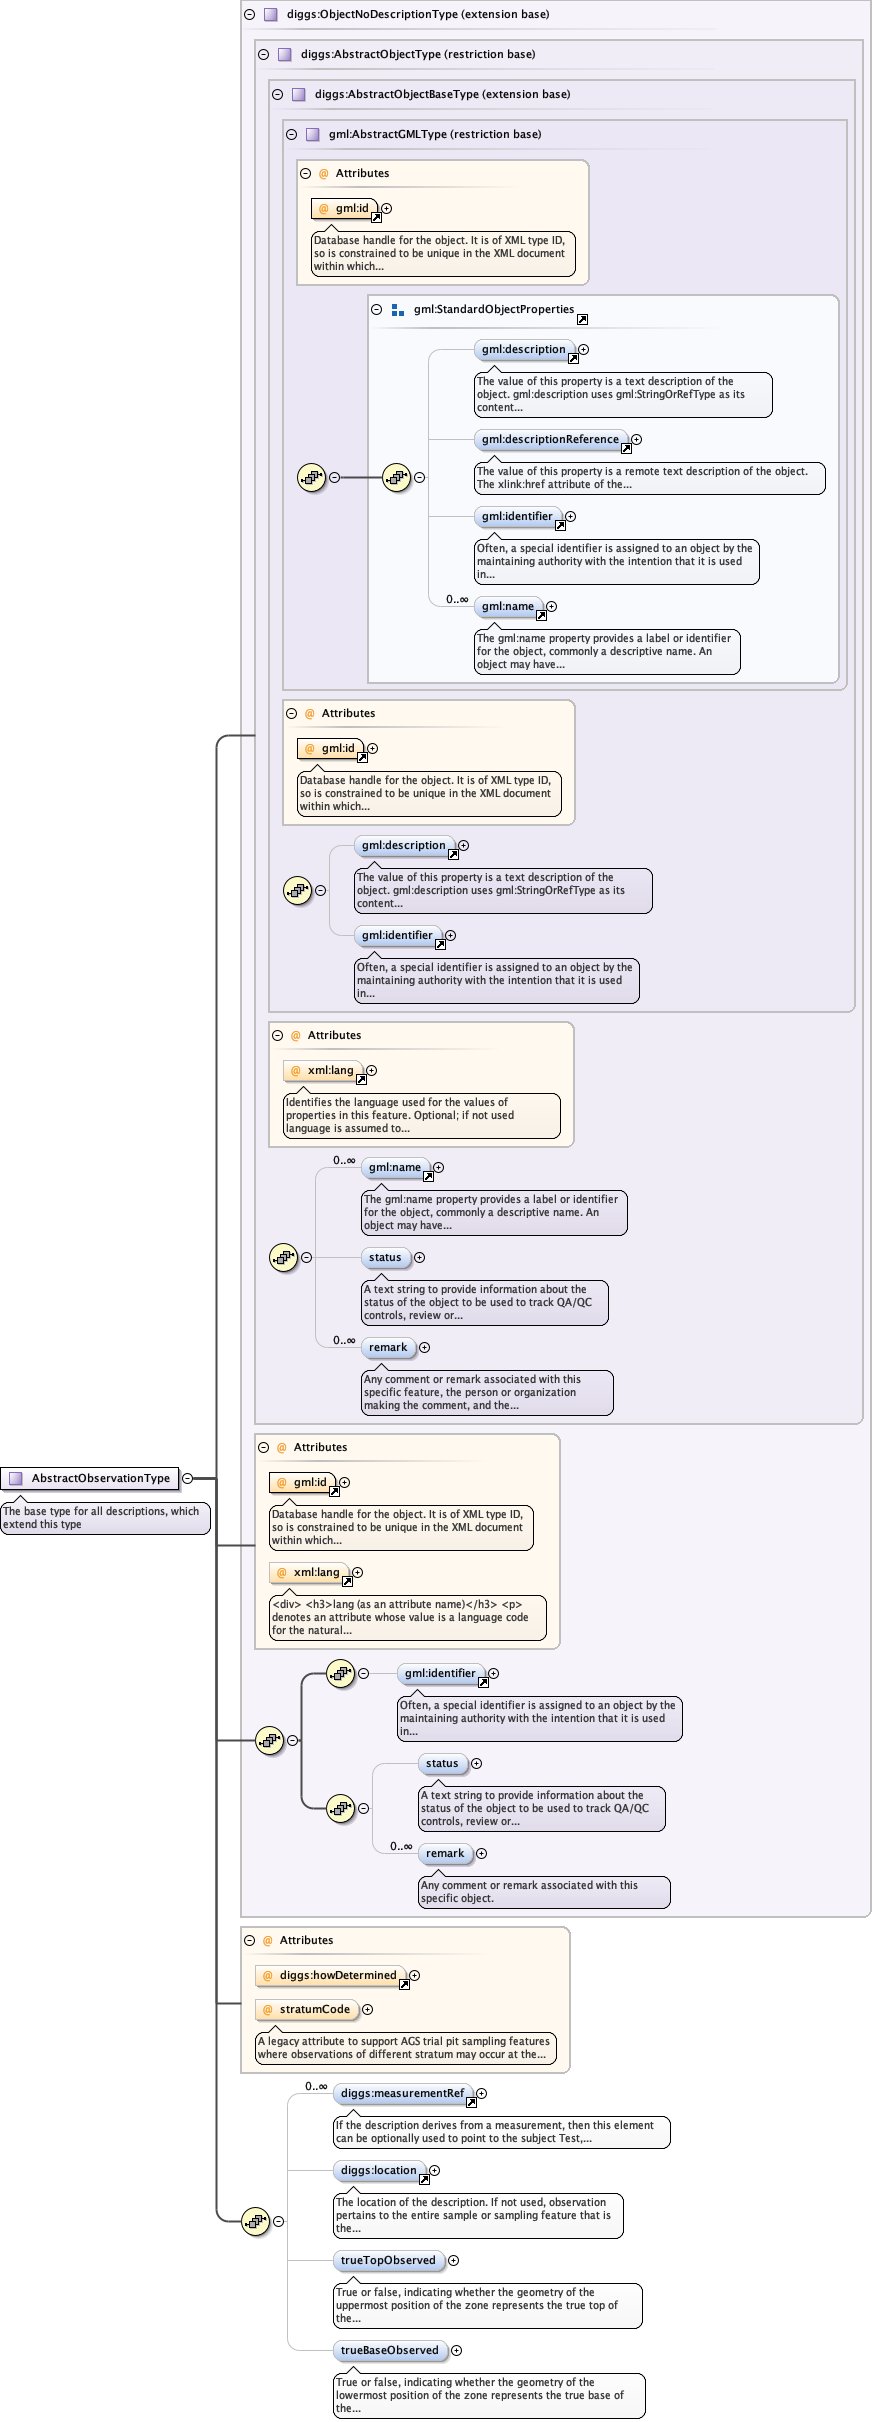 diggs:ObjectNoDescriptionType (extension base)
diggs:AbstractObjectType (restriction base)
diggs:AbstractObjectBaseType (extension base)
gml:AbstractGMLType (restriction base)
@ Attributes
@ gml:id
Database handle for the object. It is of XML type ID,
so is constrained to be unique in the XML document
within which...
gml:StandardObjectProperties
gml:description
The value of this property is a text description of the
object. gml:description uses gml:StringOrRefType as its
content...
gml:descriptionReference
The value of this property is a remote text description of the object.
The xlink:href attribute of the...
gml:identifier
Often, a special identifier is assigned to an object by the
maintaining authority with the intention that it is used
in...
0..∞
gml:name
The gml:name property provides a label or identifier
for the object, commonly a descriptive name. An
object may have...
@ Attributes
@ gml:id
Database handle for the object. It is of XML type ID,
so is constrained to be unique in the XML document
within which...
gml:description
The value of this property is a text description of the
object. gml:description uses gml:StringOrRefType as its
content...
gml:identifier
Often, a special identifier is assigned to an object by the
maintaining authority with the intention that it is used
in...
@ Attributes
@ xml:lang
Identifies the language used for the values of
properties in this feature. Optional; if not used
language is assumed to...
0..∞
gml:name
The gml:name property provides a label or identifier
for the object, commonly a descriptive name. An
object may have...
status
A text string to provide information about the
status of the object to be used to track QA/QC
controls, review or...
0..∞
remark
Any comment or remark associated with this
specific feature, the person or organization
making the comment, and the...
AbstractObservationType
The base type for all descriptions, which
extend this type
@ Attributes
@ gml:id
Database handle for the object. It is of XML type ID,
so is constrained to be unique in the XML document
within which...
@ xml:lang
<div> <h3>lang (as an attribute name)</h3> <p>
denotes an attribute whose value is a language code
for the natural...
gml:identifier
Often, a special identifier is assigned to an object by the
maintaining authority with the intention that it is used
in...
status
A text string to provide information about the
status of the object to be used to track QA/QC
controls, review or...
0..∞
remark
Any comment or remark associated with this
specific object.
@ Attributes
@ diggs:howDetermined
@ stratumCode
A legacy attribute to support AGS trial pit sampling features
where observations of different stratum may occur at the...
0..∞
diggs:measurementRef
If the description derives from a measurement, then this element
can be optionally used to point to the subject Test,...
diggs:location
The location of the description. If not used, observation
pertains to the entire sample or sampling feature that is
the...
trueTopObserved
True or false, indicating whether the geometry of the
uppermost position of the zone represents the true top of
the...
trueBaseObserved
True or false, indicating whether the geometry of the
lowermost position of the zone represents the true base of
the...